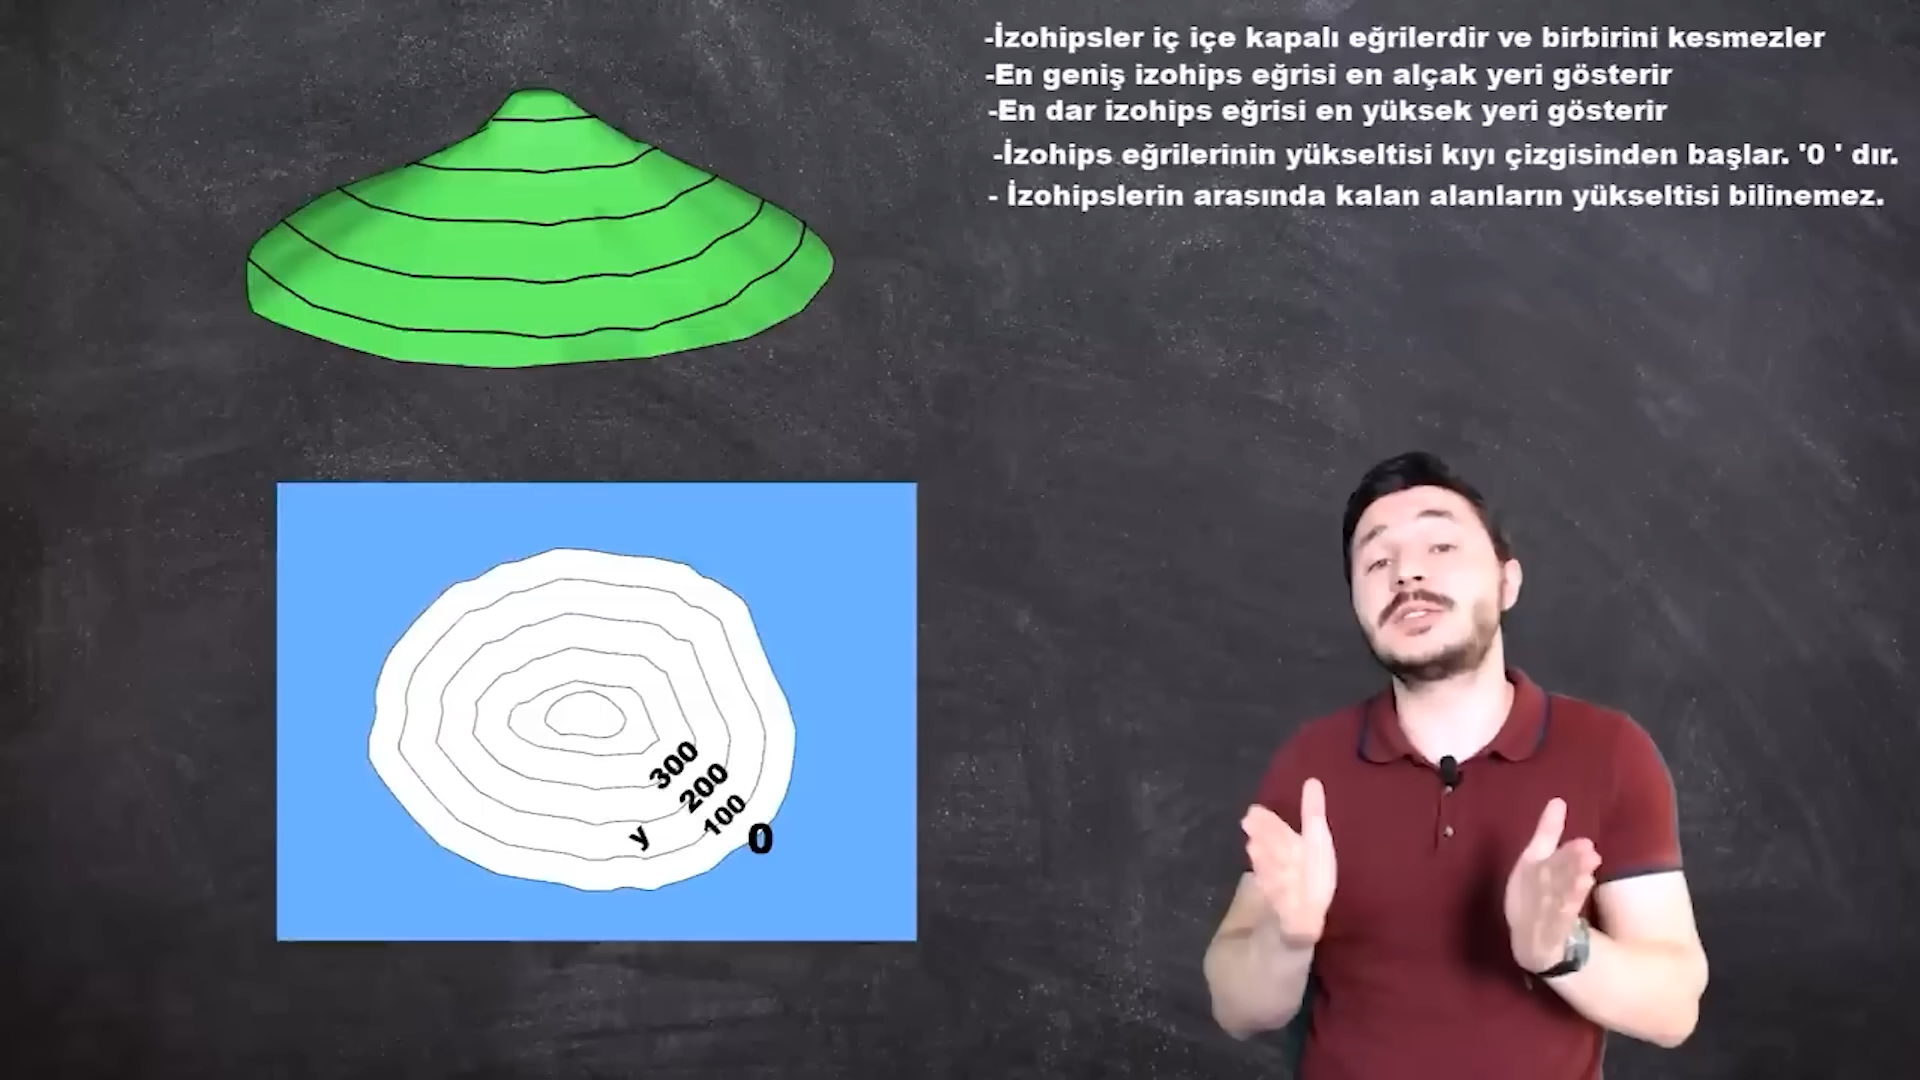 -İzohipsler iç içe kapalı eğrilerdir ve birbirini kesmezler
-En geniş izohips eğrisi en alçak yeri gösterir
-En dar izohips eğrisi en yüksek yeri gösterir
-İzohips eğrilerinin yükseltisi kıyı çizgisinden başlar. '0 ' dır.
- İzohipslerin arasında kalan alanların yükseltisi bilinemez.
300
200
100
y
0